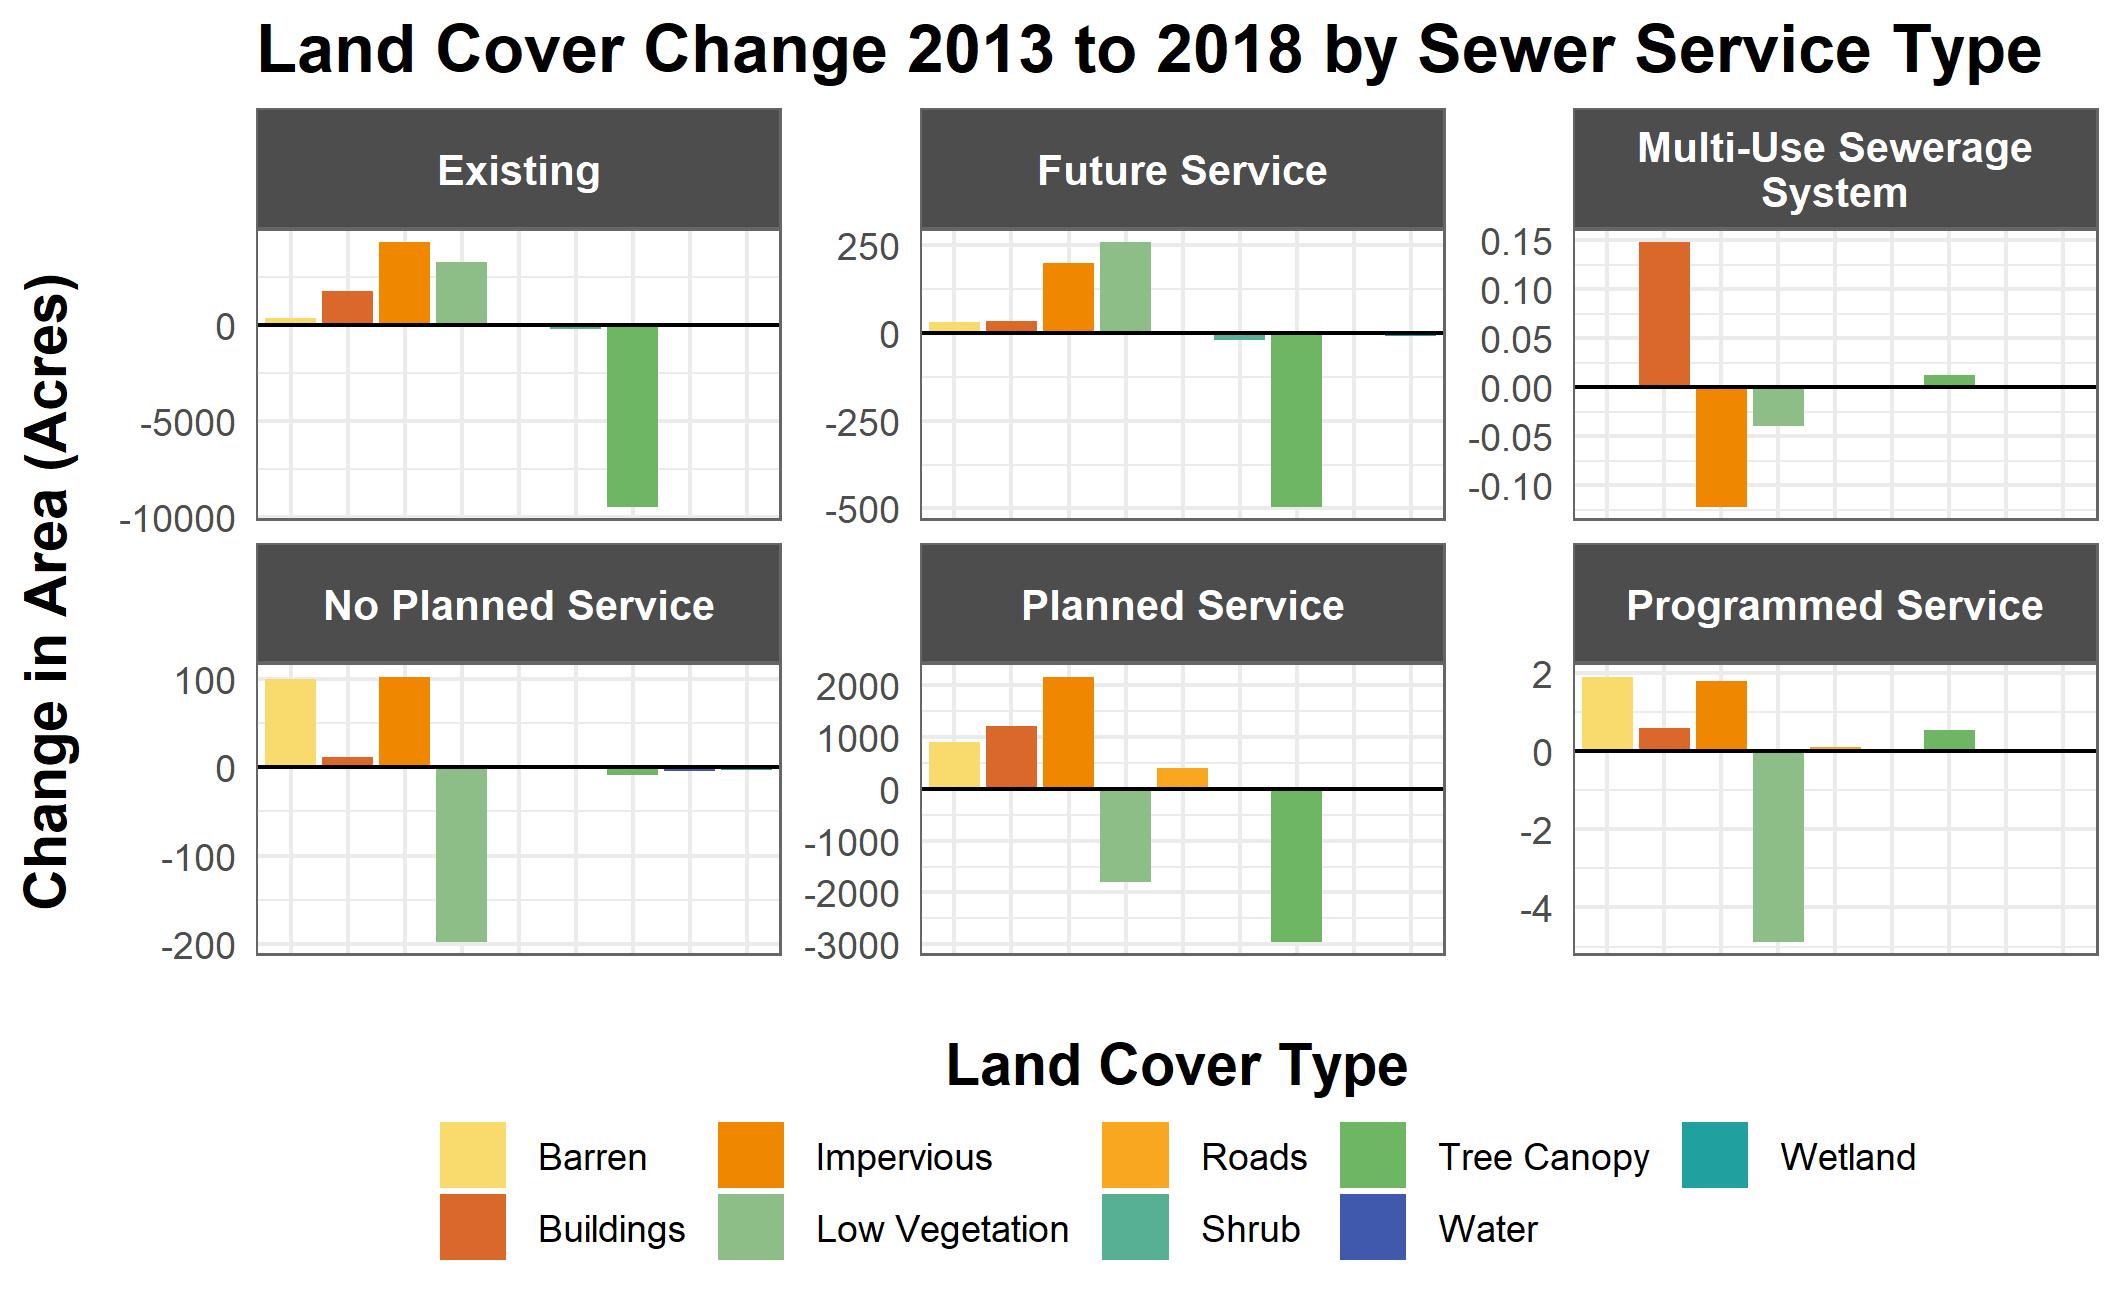 Land Cover Change 2013 to 2018 by Sewer Service Type
Change in Area (Acres)
Existing
0
-5000
-10000
Future Service
250
0
-250
-500
Multi-Use Sewerage
System
0.15
0.10
0.05
0.00
-0.05
-0.10
No Planned Service
100
0
-100
-200
Planned Service
2000
1000
0
-1000
-2000
-3000
Programmed Service
2
0
-2
-4
Land Cover Type
Barren
Impervious
Roads
Tree Canopy
Wetland
Buildings
Low Vegetation
Shrub
Water